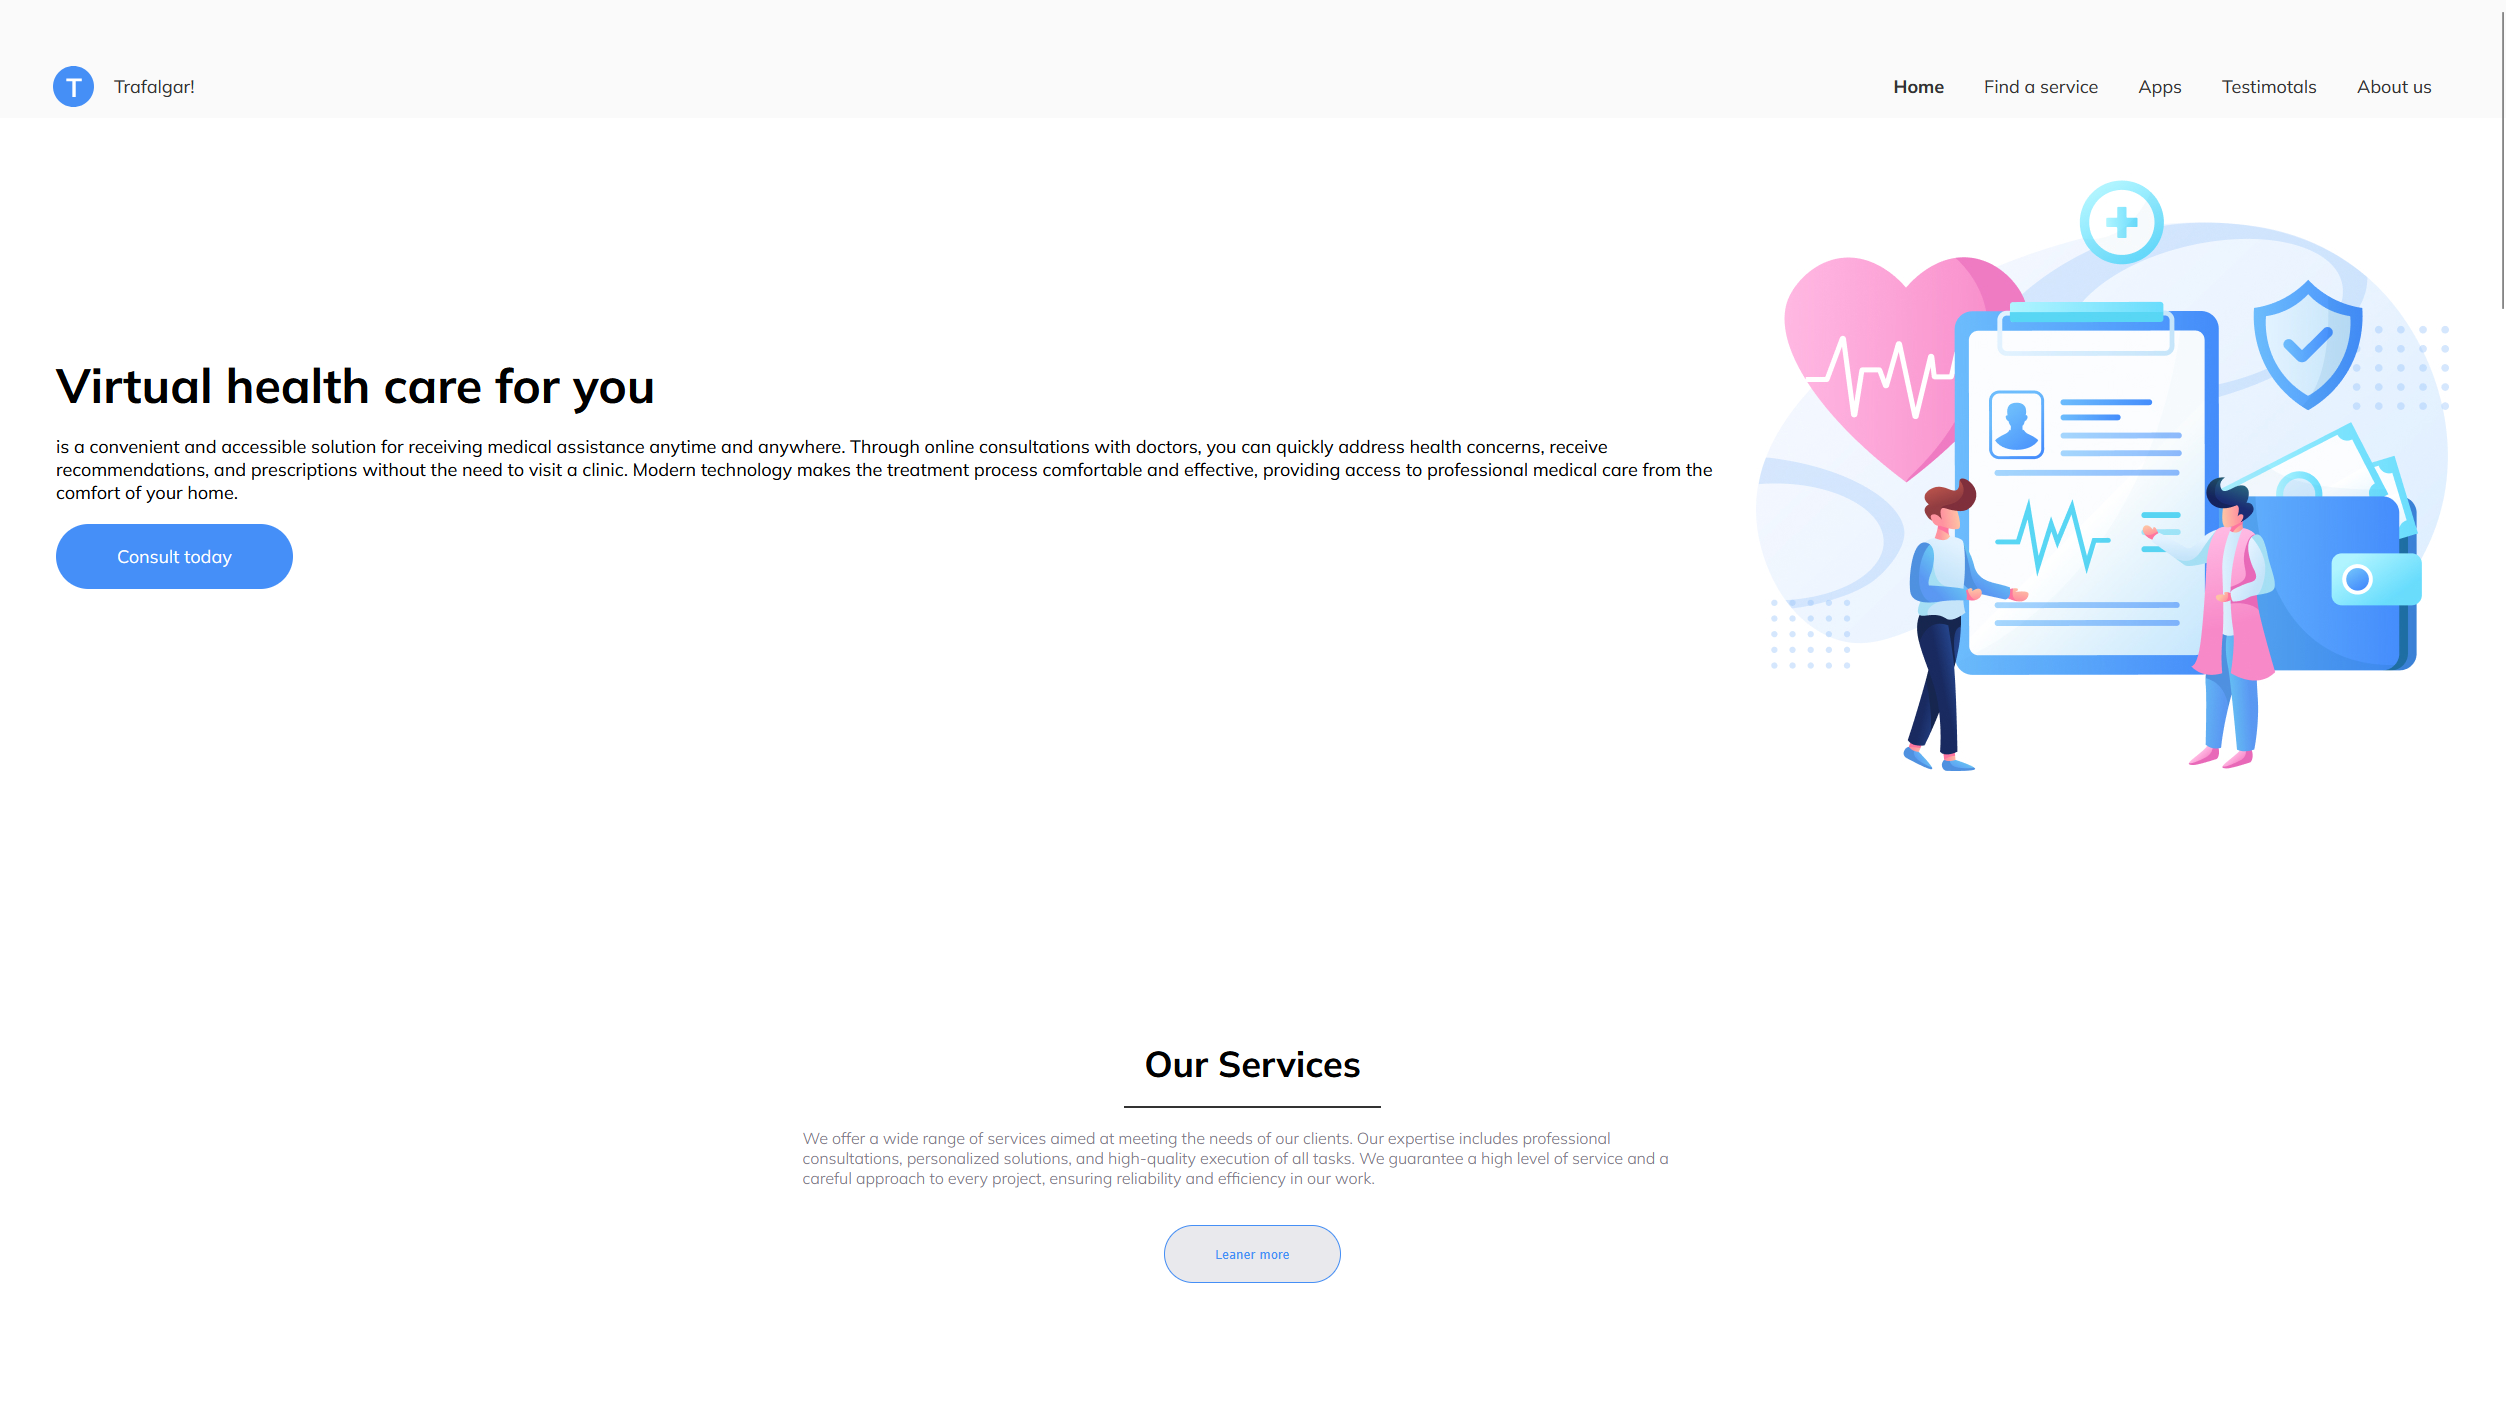 T Trafalgar! Home Find a service Apps Testimotals About us
Virtual health care for you
is a convenient and accessible solution for receiving medical assistance anytime and anywhere. Through online consultations with doctors, you can quickly address health concerns, receive
recommendations, and prescriptions without the need to visit a clinic. Modern technology makes the treatment process comfortable and effective, providing access to professional medical care from the
comfort of your home.
Consult today
Our Services
We offer a wide range of services aimed at meeting the needs of our clients. Our expertise includes professional
consultations, personalized solutions, and high-quality execution of all tasks. We guarantee a high level of service and a
careful approach to every project, ensuring reliability and efficiency in our work.
Leaner more